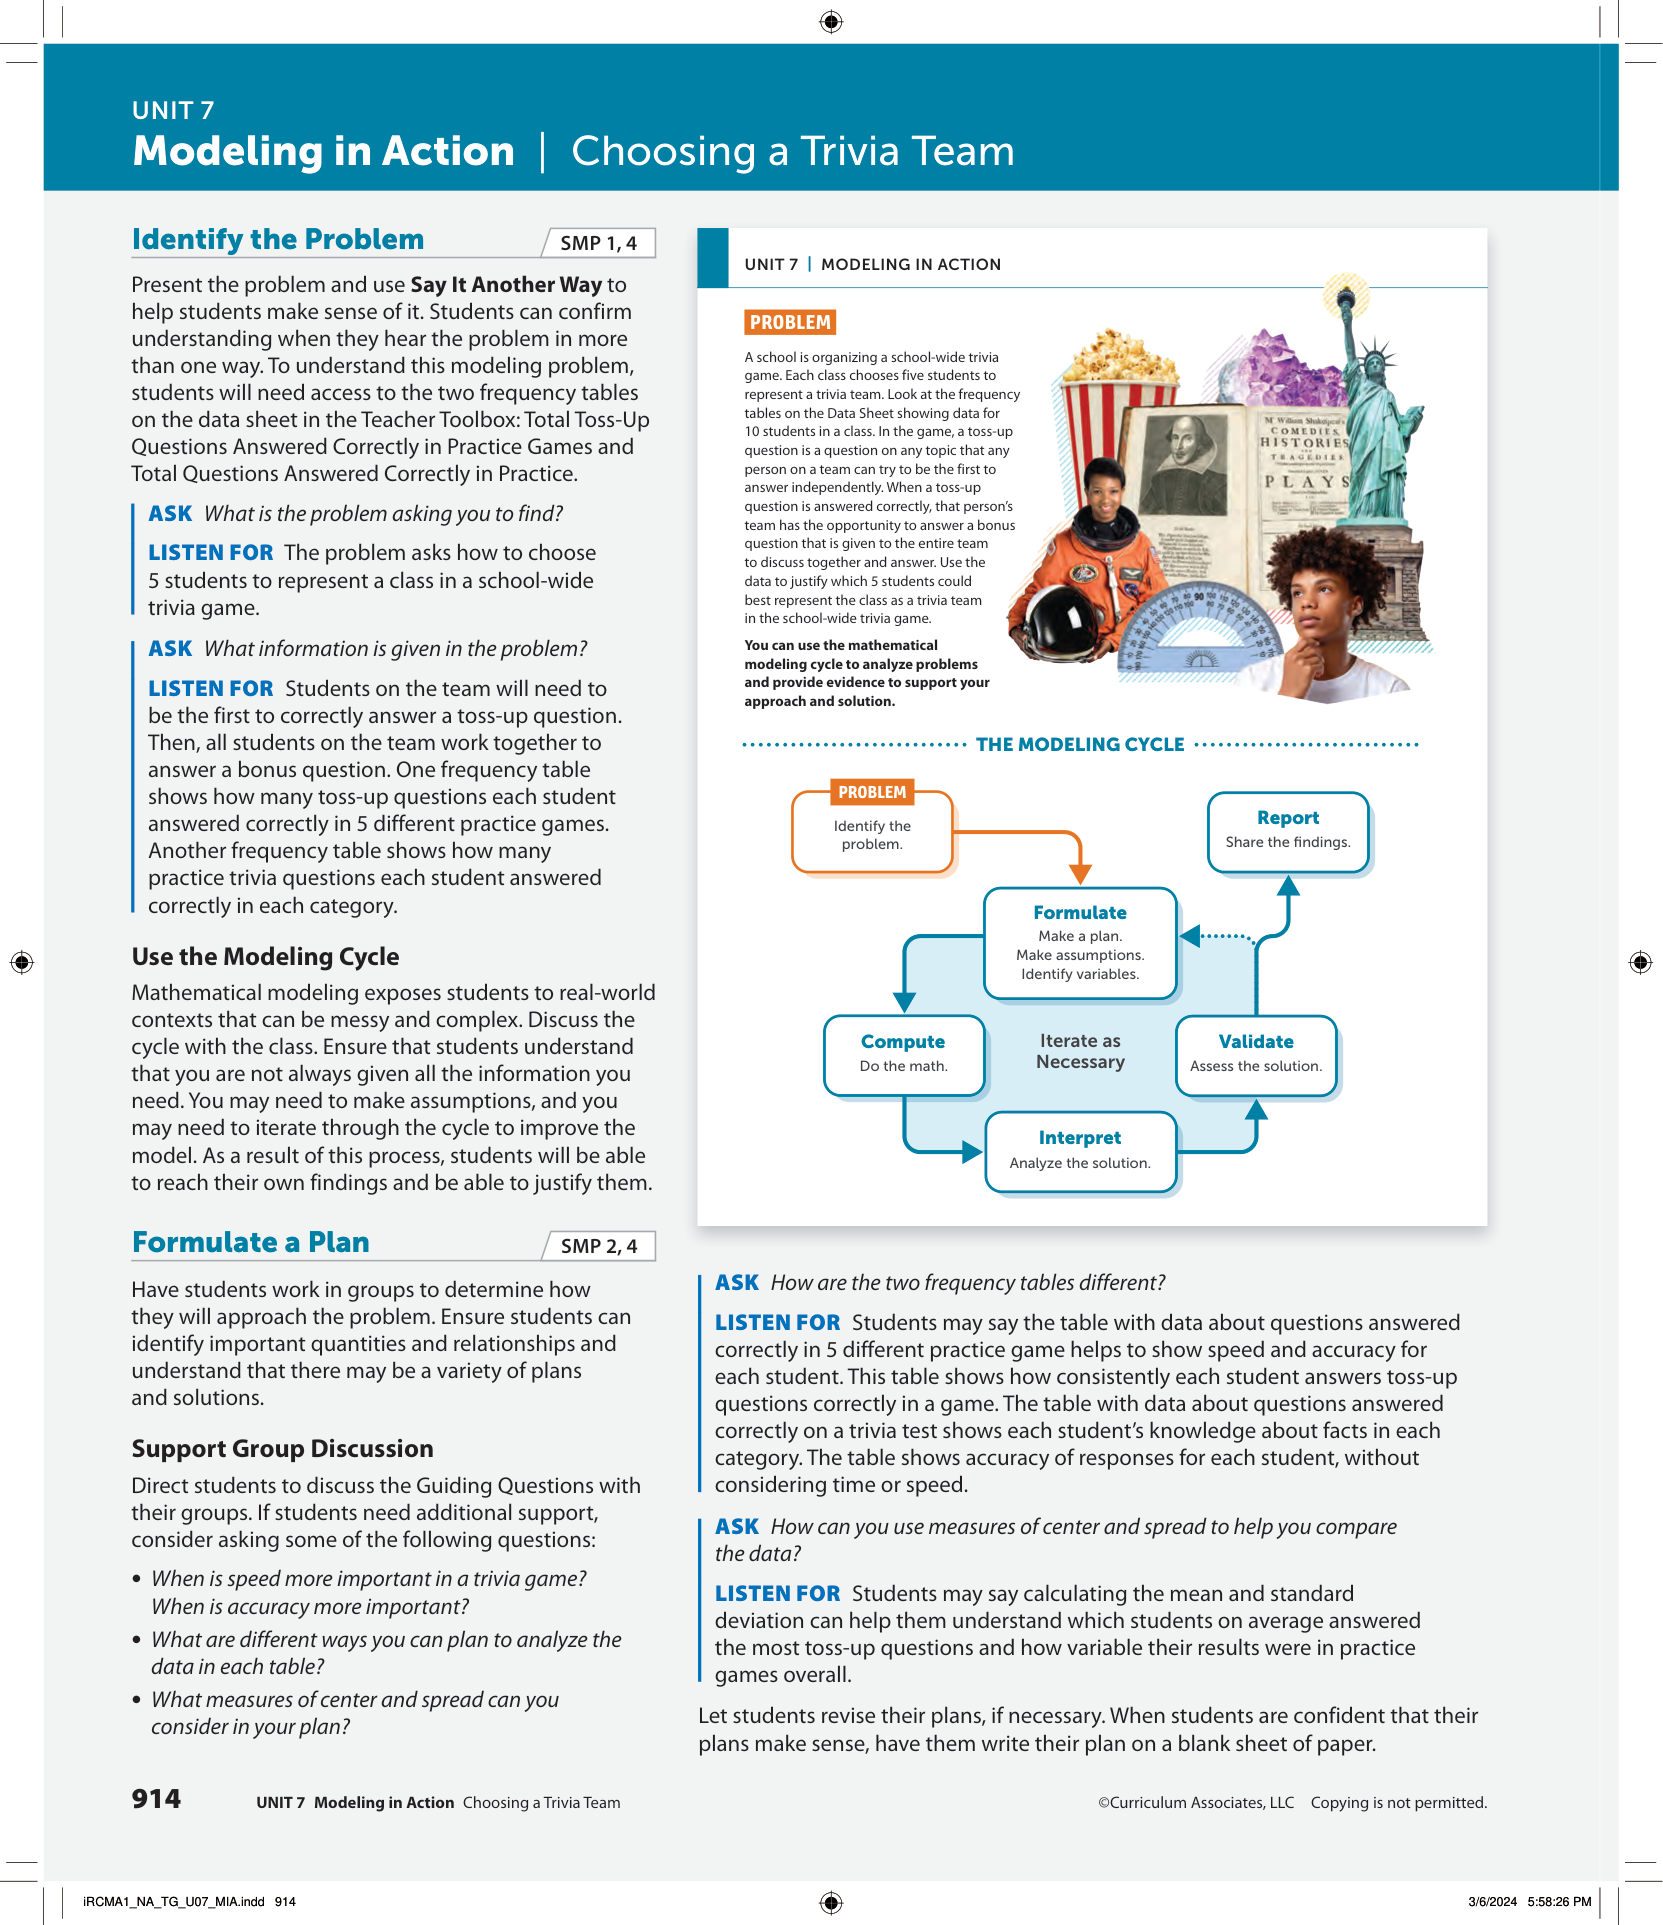 UNIT 7
Modeling in Action | Choosing a Trivia Team
Identify the Problem
SMP 1, 4
Present the problem and use Say It Another Way to
help students make sense of it. Students can confirm
understanding when they hear the problem in more
than one way. To understand this modeling problem,
students will need access to the two frequency tables
on the data sheet in the Teacher Toolbox: Total Toss-Up
Questions Answered Correctly in Practice Games and
Total Questions Answered Correctly in Practice.
ASK What is the problem asking you to find?
LISTEN FOR The problem asks how to choose
5 students to represent a class in a school-wide
trivia game.
ASK What information is given in the problem?
LISTEN FOR Students on the team will need to
be the first to correctly answer a toss-up question.
Then, all students on the team work together to
answer a bonus question. One frequency table
shows how many toss-up questions each student
answered correctly in 5 different practice games.
Another frequency table shows how many
practice trivia questions each student answered
correctly in each category.
Use the Modeling Cycle
Mathematical modeling exposes students to real-world
contexts that can be messy and complex. Discuss the
cycle with the class. Ensure that students understand
that you are not always given all the information you
need. You may need to make assumptions, and you
may need to iterate through the cycle to improve the
model. As a result of this process, students will be able
to reach their own findings and be able to justify them.
Formulate a Plan
SMP 2, 4
Have students work in groups to determine how
they will approach the problem. Ensure students can
identify important quantities and relationships and
understand that there may be a variety of plans
and solutions.
Support Group Discussion
Direct students to discuss the Guiding Questions with
their groups. If students need additional support,
consider asking some of the following questions:
• When is speed more important in a trivia game?
When is accuracy more important?
• What are different ways you can plan to analyze the
data in each table?
• What measures of center and spread can you
consider in your plan?
UNIT 7 | MODELING IN ACTION
PROBLEM
A school is organizing a school-wide trivia
game. Each class chooses five students to
represent a trivia team. Look at the frequency
tables on the Data Sheet showing data for
10 students in a class. In the game, a toss-up
question is a question on any topic that any
person on a team can try to be the first to
answer independently. When a toss-up
question is answered correctly, that person's
team has the opportunity to answer a bonus
question that is given to the entire team
to discuss together and answer. Use the
data to justify which 5 students could
best represent the class as a trivia team
in the school-wide trivia game.
You can use the mathematical
modeling cycle to analyze problems
and provide evidence to support your
approach and solution.
Mr William Shakespear's
COMEDIES,
HISTORIES
TRAGEDIES
PLAYS
THE MODELING CYCLE
PROBLEM
Identify the
problem.
Report
Share the findings.
Formulate
Make a plan.
Make assumptions.
Identify variables.
Compute
Do the math.
Iterate as
Necessary
Validate
Assess the solution.
Interpret
Analyze the solution.
ASK How are the two frequency tables different?
LISTEN FOR Students may say the table with data about questions answered
correctly in 5 different practice game helps to show speed and accuracy for
each student. This table shows how consistently each student answers toss-up
questions correctly in a game. The table with data about questions answered
correctly on a trivia test shows each student's knowledge about facts in each
category. The table shows accuracy of responses for each student, without
considering time or speed.
ASK How can you use measures of center and spread to help you compare
the data?
LISTEN FOR Students may say calculating the mean and standard
deviation can help them understand which students on average answered
the most toss-up questions and how variable their results were in practice
games overall.
Let students revise their plans, if necessary. When students are confident that their
plans make sense, have them write their plan on a blank sheet of paper.
914 UNIT 7 Modeling in Action Choosing a Trivia Team
©Curriculum Associates, LLC Copying is not permitted.
iRCMA1_NA_TG_U07_MIA.indd 914
3/6/2024 5:58:26 PM